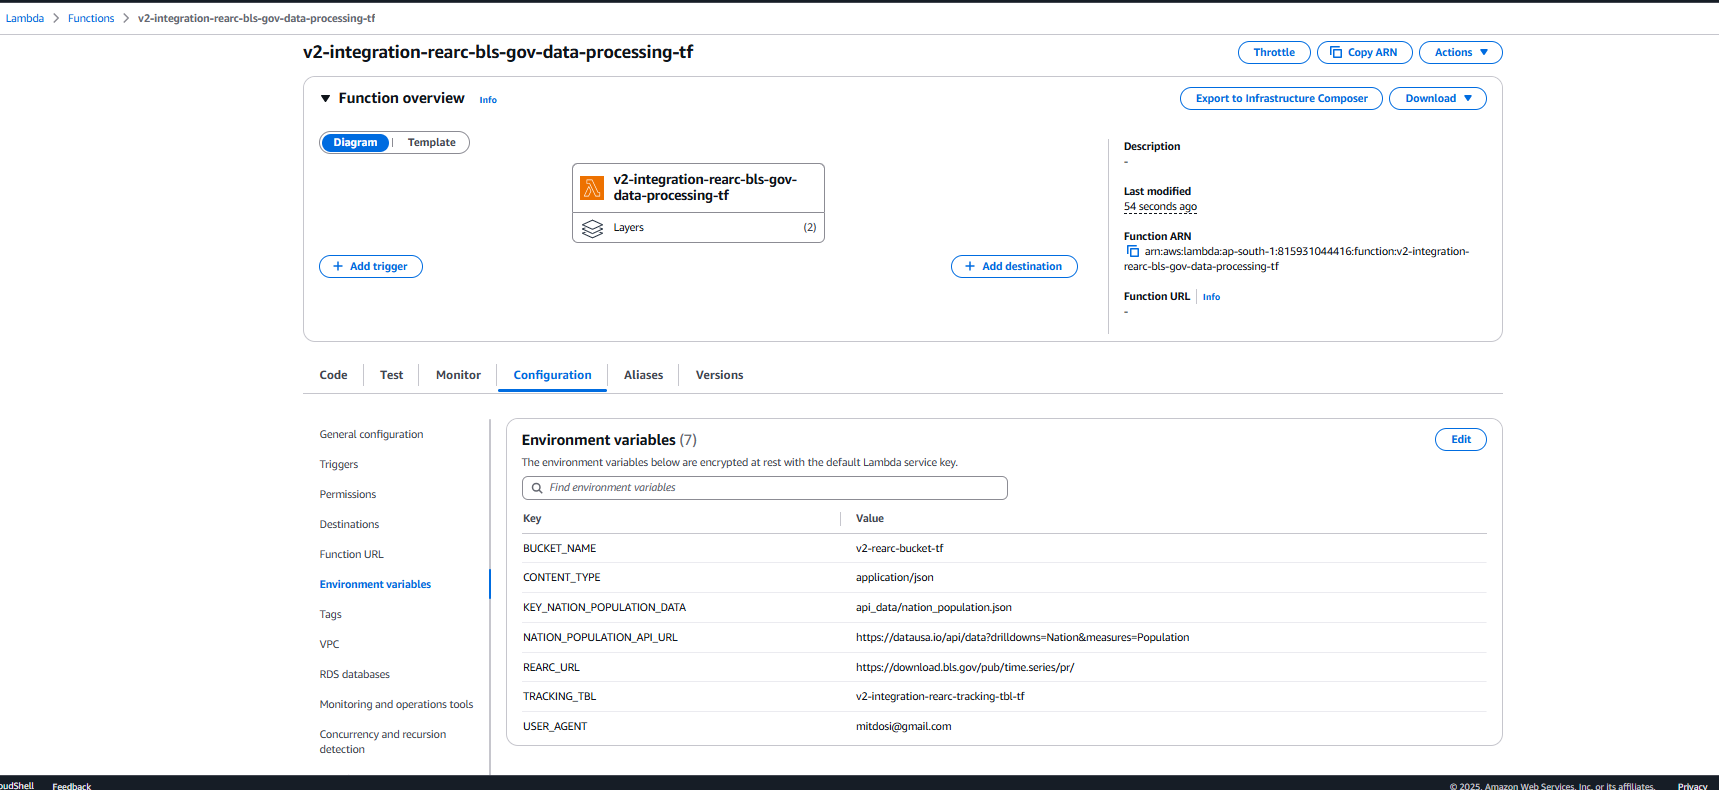 Lambda > Functions > v2-integration-rearc-bls-gov-data-processing-tf
v2-integration-rearc-bls-gov-data-processing-tf
Throttle
Copy ARN
Actions
Function overview Info
Export to Infrastructure Composer
Download
Diagram | Template
v2-integration-rearc-bls-gov-
data-processing-tf
Layers (2)
+ Add trigger
+ Add destination
Description
-
Last modified
54 seconds ago
Function ARN
arn:aws:lambda:ap-south-1:815931044416:function:v2-integration-
rearc-bls-gov-data-processing-tf
Function URL | Info
-
Code
Test
Monitor
Configuration
Aliases
Versions
General configuration
Triggers
Permissions
Destinations
Function URL
Environment variables
Tags
VPC
RDS databases
Monitoring and operations tools
Concurrency and recursion
detection
Environment variables (7)
Edit
The environment variables below are encrypted at rest with the default Lambda service key.
Find environment variables
Key Value
BUCKET_NAME v2-rearc-bucket-tf
CONTENT_TYPE application/json
KEY_NATION_POPULATION_DATA api_data/nation_population.json
NATION_POPULATION_API_URL https://datausa.io/api/data?drilldowns=Nation&measures=Population
REARC_URL https://download.bls.gov/pub/time.series/pr/
TRACKING_TBL v2-integration-rearc-tracking-tbl-tf
USER_AGENT mitdosi@gmail.com
oudShell Feedback
© 2025, Amazon Web Services, Inc. or its affiliates. Privacy